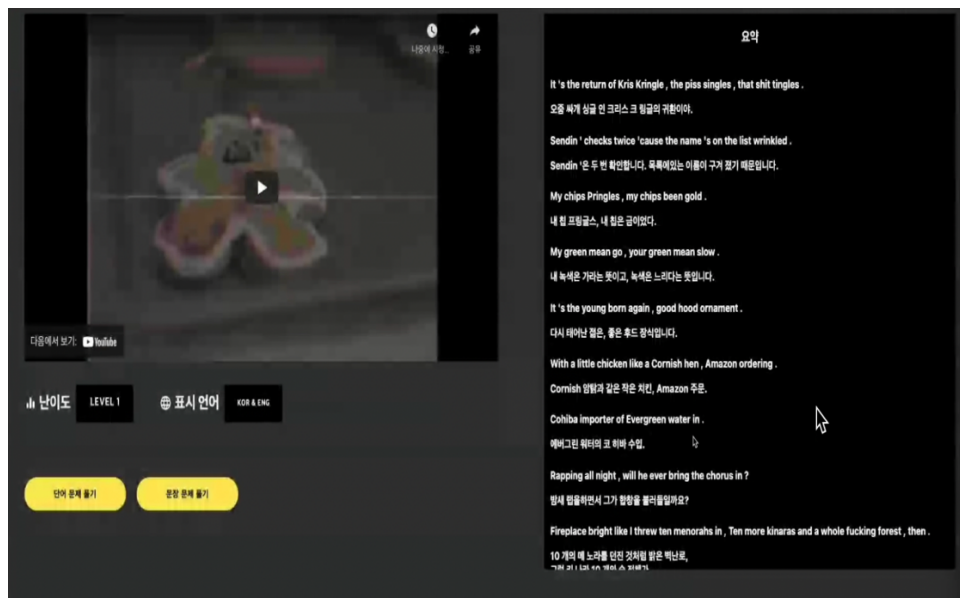 나중에 시청...
공유
다음에서 보기: YouTube
난이도
LEVEL 1
표시 언어
KOR & ENG
단어 문제 풀기
문장 문제 풀기
요약
It 's the return of Kris Kringle , the piss singles , that shit tingles .
오줌 싸개 싱글 인 크리스 크 링글의 귀환이야.
Sendin ' checks twice 'cause the name 's on the list wrinkled .
Sendin '은 두 번 확인합니다. 목록에있는 이름이 구겨 졌기 때문입니다.
My chips Pringles , my chips been gold .
내 칩 프링글스, 내 칩은 금이었다.
My green mean go , your green mean slow .
내 녹색은 가라는 뜻이고, 녹색은 느리다는 뜻입니다.
It 's the young born again , good hood ornament .
다시 태어난 젊은, 좋은 후드 장식입니다.
With a little chicken like a Cornish hen , Amazon ordering .
Cornish 암탉과 같은 작은 치킨, Amazon 주문.
Cohiba importer of Evergreen water in .
에버그린 워터의 코 히바 수입.
Rapping all night , will he ever bring the chorus in ?
밤새 랩을하면서 그가 합창을 불러들일까요?
Fireplace bright like I threw ten menorahs in , Ten more kinaras and a whole fucking forest , then .
10 개의 메 노라를 던진 것처럼 밝은 벽난로,